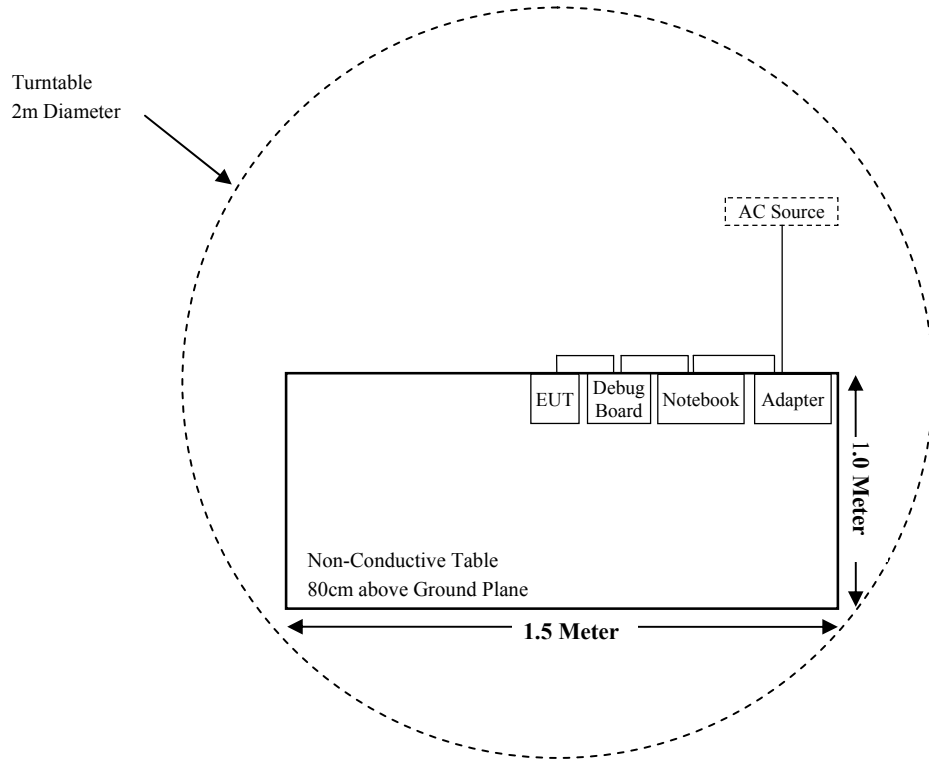 Turntable
2m Diameter
AC Source
EUT
Debug
Board
Notebook
Adapter
1.0 Meter
Non-Conductive Table
80cm above Ground Plane
1.5 Meter